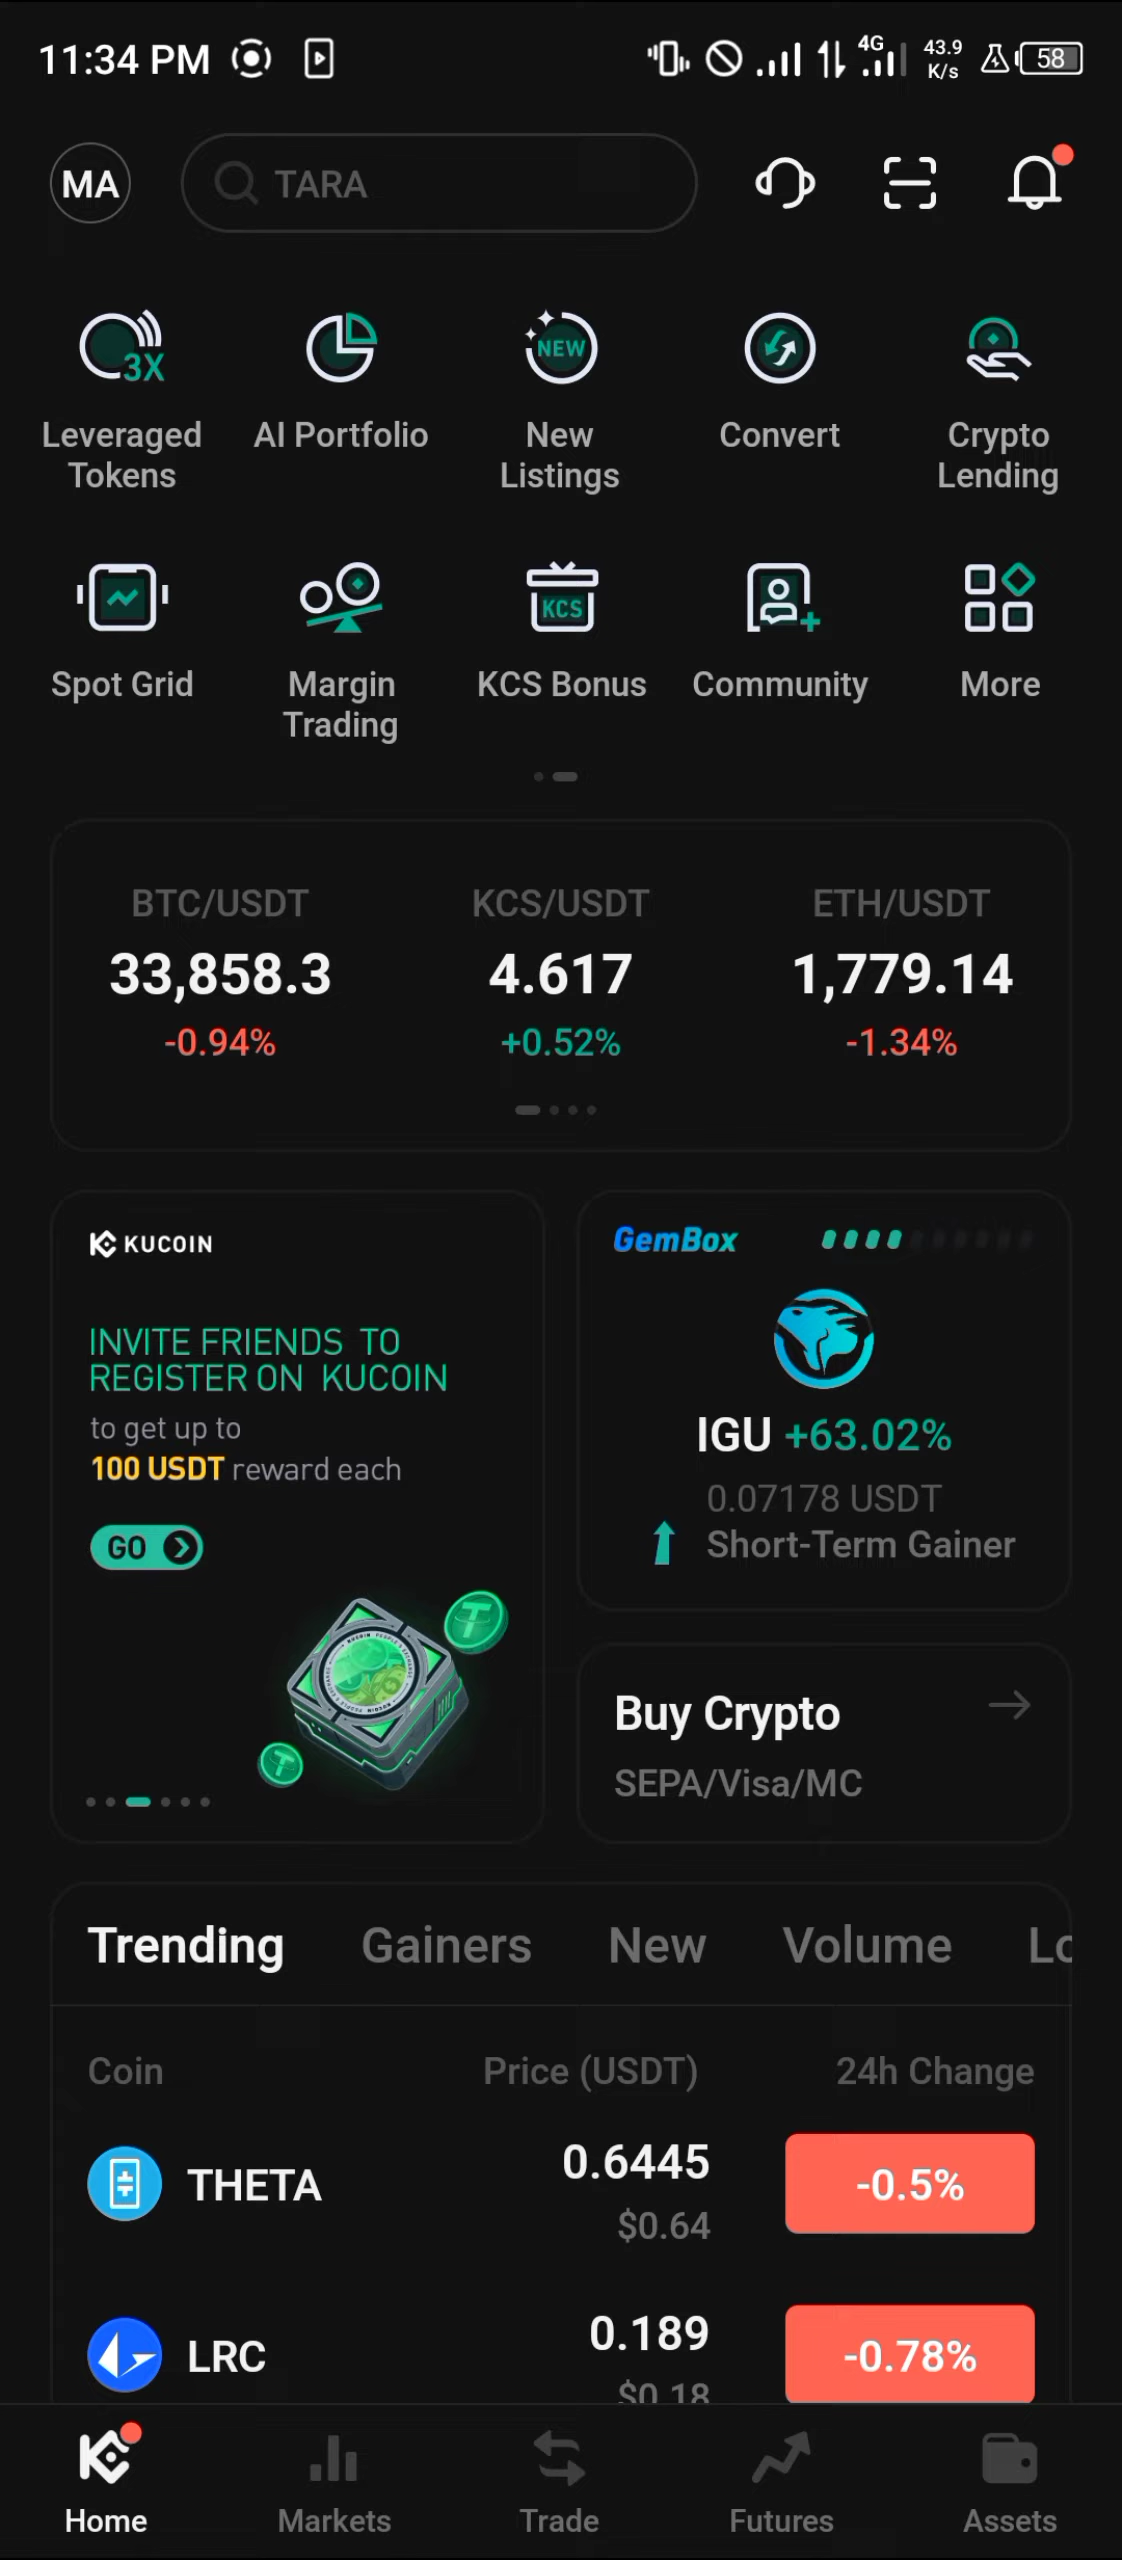 11:34 PM
4G
43.9
K/s
58
MA
TARA
3X
NEW
Leveraged
Tokens
AI Portfolio
New
Listings
Convert
Crypto
Lending
KCS
Spot Grid
Margin
Trading
KCS Bonus
Community
More
BTC/USDT
KCS/USDT
ETH/USDT
33,858.3
4.617
1,779.14
-0.94%
+0.52%
-1.34%
KUCOIN
INVITE FRIENDS TO
REGISTER ON KUCOIN
to get up to
100 USDT reward each
GO
GemBox
IGU +63.02%
0.07178 USDT
Short-Term Gainer
Buy Crypto
SEPA/Visa/MC
Trending
Gainers
New
Volume
Lo
Coin
Price (USDT)
24h Change
THETA
0.6445
$0.64
-0.5%
LRC
0.189
$0.18
-0.78%
Home
Markets
Trade
Futures
Assets